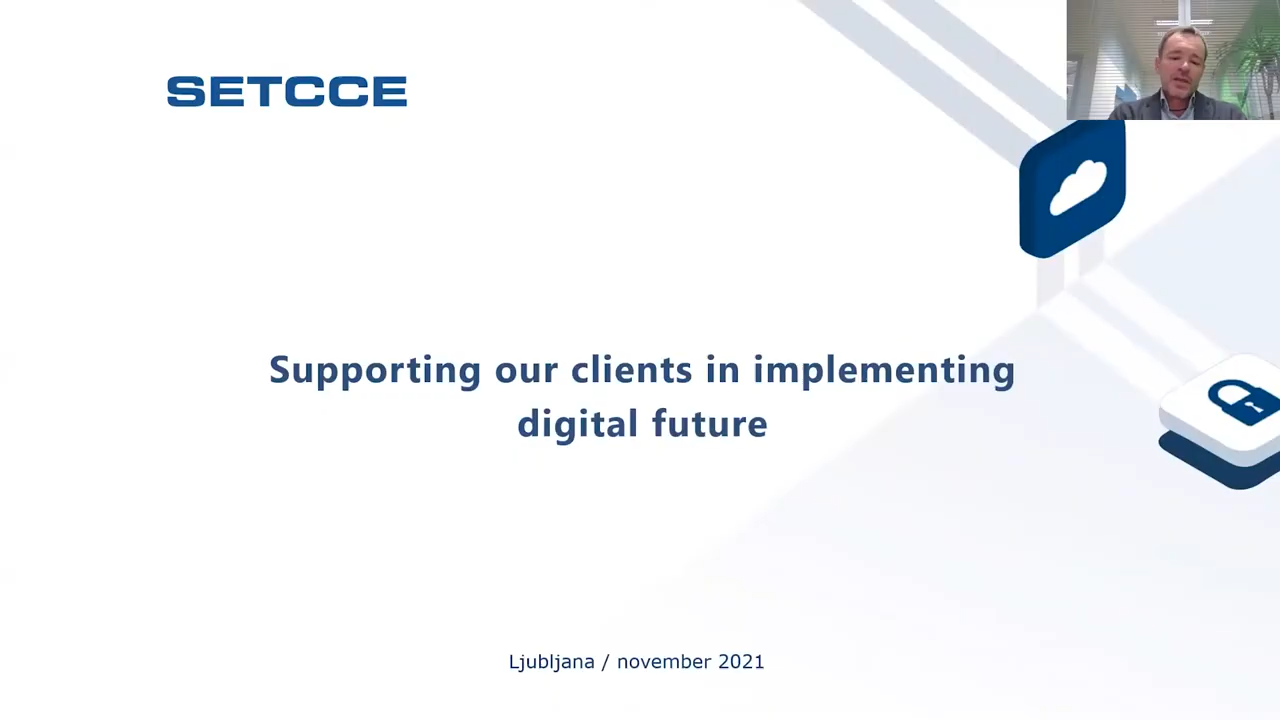 SETCCE
Supporting our clients in implementing
digital future
Ljubljana / november 2021